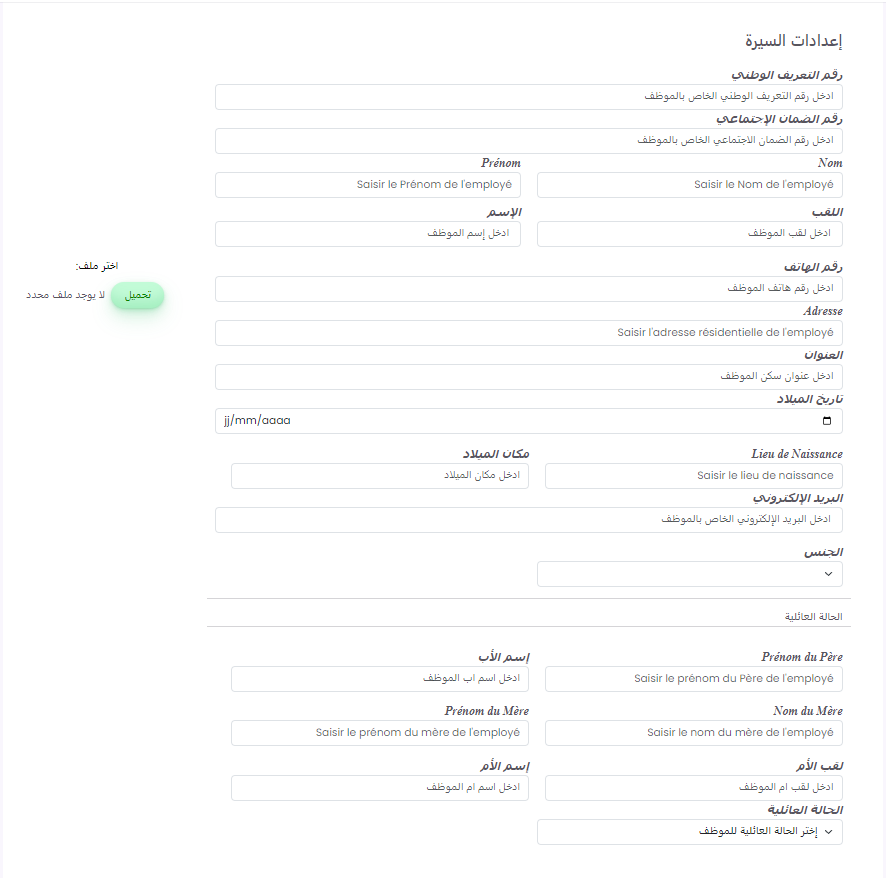 إعدادات السيرة
رقم التعريف الوطني
ادخل رقم التعريف الوطني الخاص بالموظف
رقم الضمان الإجتماعي
ادخل رقم الضمان الاجتماعي الخاص بالموظف
Nom
Prénom
Saisir le Nom de l'employé
Saisir le Prénom de l'employé
اللقب
الإسم
ادخل لقب الموظف
ادخل إسم الموظف
رقم الهاتف
ادخل رقم هاتف الموظف
Adresse
Saisir l'adresse résidentielle de l'employé
العنوان
ادخل عنوان سكن الموظف
تاريخ الميلاد
jj/mm/aaaa
Lieu de Naissance
مكان الميلاد
Saisir le lieu de naissance
ادخل مكان الميلاد
البريد الإلكتروني
ادخل البريد الإلكتروني الخاص بالموظف
الجنس
الحالة العائلية
Prénom du Père
إسم الأب
Saisir le prénom du Père de l'employé
ادخل اسم اب الموظف
Nom du Mère
Prénom du Mère
Saisir le nom du mère de l'employé
Saisir le prénom du mère de l'employé
لقب الأم
إسم الأم
ادخل لقب ام الموظف
ادخل اسم ام الموظف
الحالة العائلية
إختر الحالة العائلية للموظف
اختر ملف:
تحميل لا يوجد ملف محدد